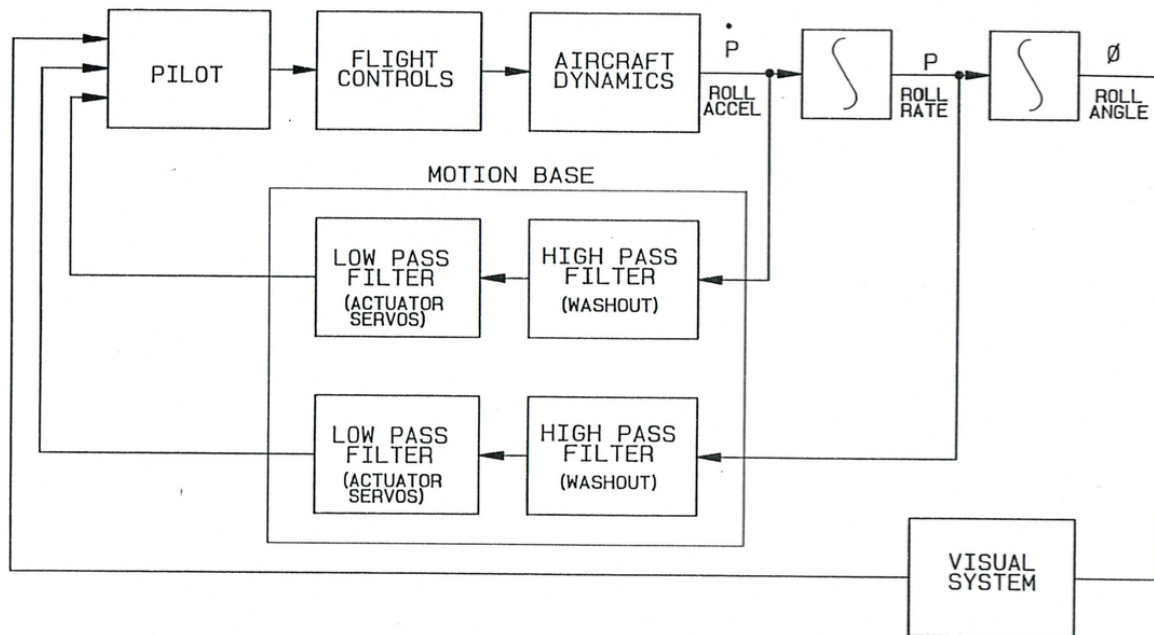 PILOT
FLIGHT
CONTROLS
AIRCRAFT
DYNAMICS
Ṗ
ROLL
ACCEL
∫
P
ROLL
RATE
∫
Ø
ROLL
ANGLE
MOTION BASE
LOW PASS
FILTER
(ACTUATOR
SERVOS)
HIGH PASS
FILTER
(WASHOUT)
LOW PASS
FILTER
(ACTUATOR
SERVOS)
HIGH PASS
FILTER
(WASHOUT)
VISUAL
SYSTEM